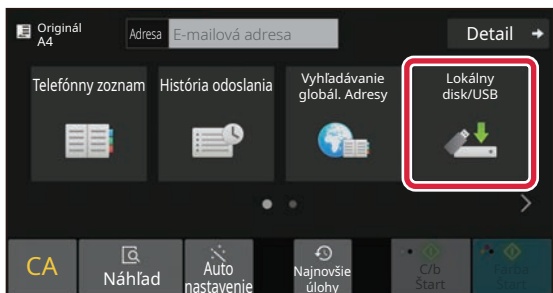 Originál
A4
Adresa
E-mailová adresa
Detail
Telefónny zoznam
História odoslania
Vyhľadávanie
globál. Adresy
Lokálny
disk/USB
CA
Náhľad
Auto
nastavenie
Najnovšie
úlohy
C/b
Štart
Farba
Štart